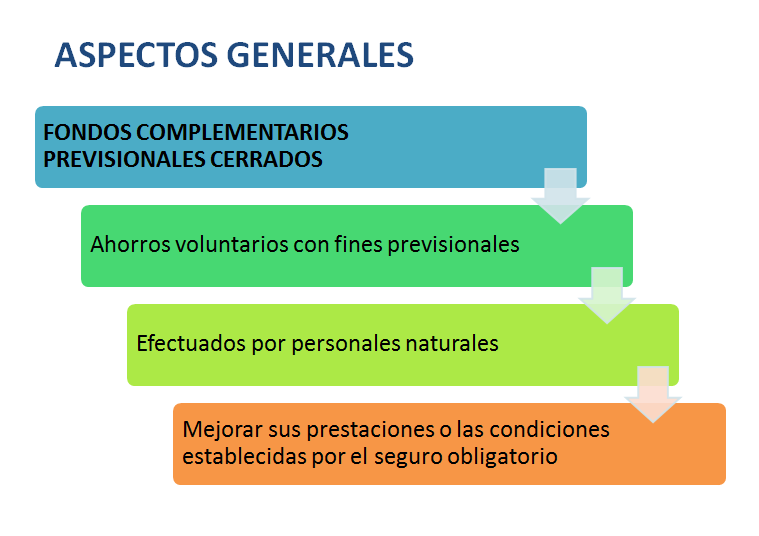 ASPECTOS GENERALES
FONDOS COMPLEMENTARIOS
PREVISIONALES CERRADOS
Ahorros voluntarios con fines previsionales
Efectuados por personales naturales
Mejorar sus prestaciones o las condiciones
establecidas por el seguro obligatorio